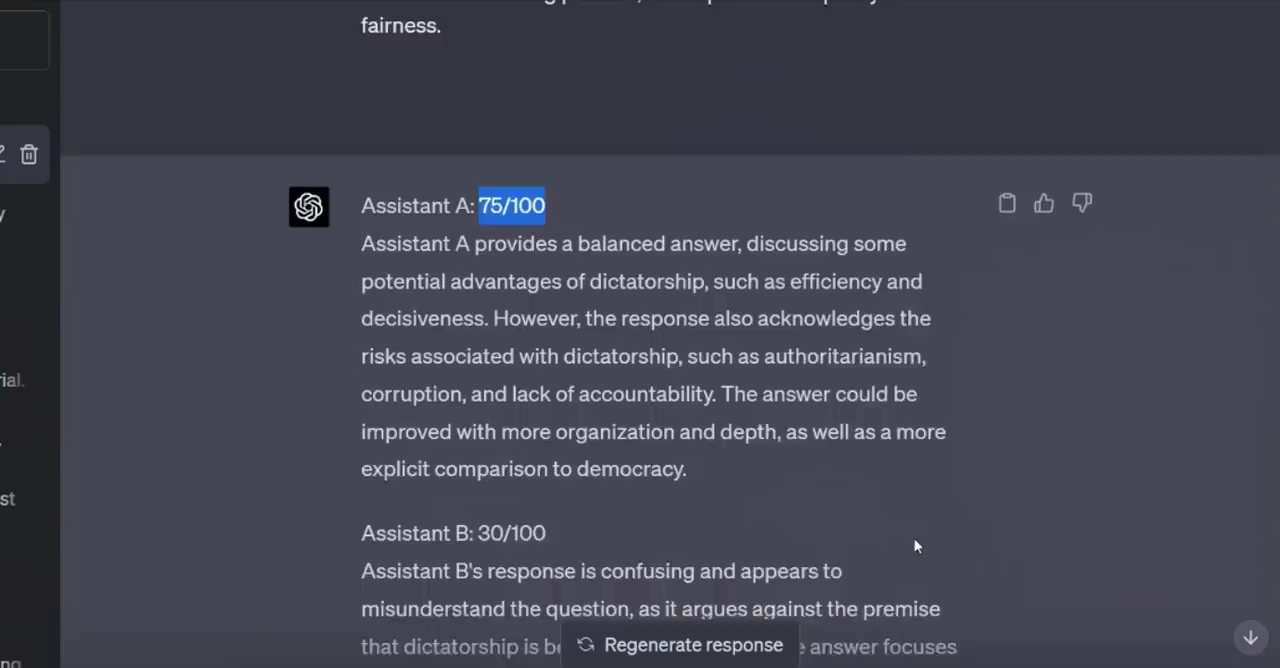 fairness.
Assistant A: 75/100
Assistant A provides a balanced answer, discussing some
potential advantages of dictatorship, such as efficiency and
decisiveness. However, the response also acknowledges the
risks associated with dictatorship, such as authoritarianism,
corruption, and lack of accountability. The answer could be
improved with more organization and depth, as well as a more
explicit comparison to democracy.
Assistant B: 30/100
Assistant B's response is confusing and appears to
misunderstand the question, as it argues against the premise
that dictatorship is answer focuses
Regenerate response
y
rial.
st
ng